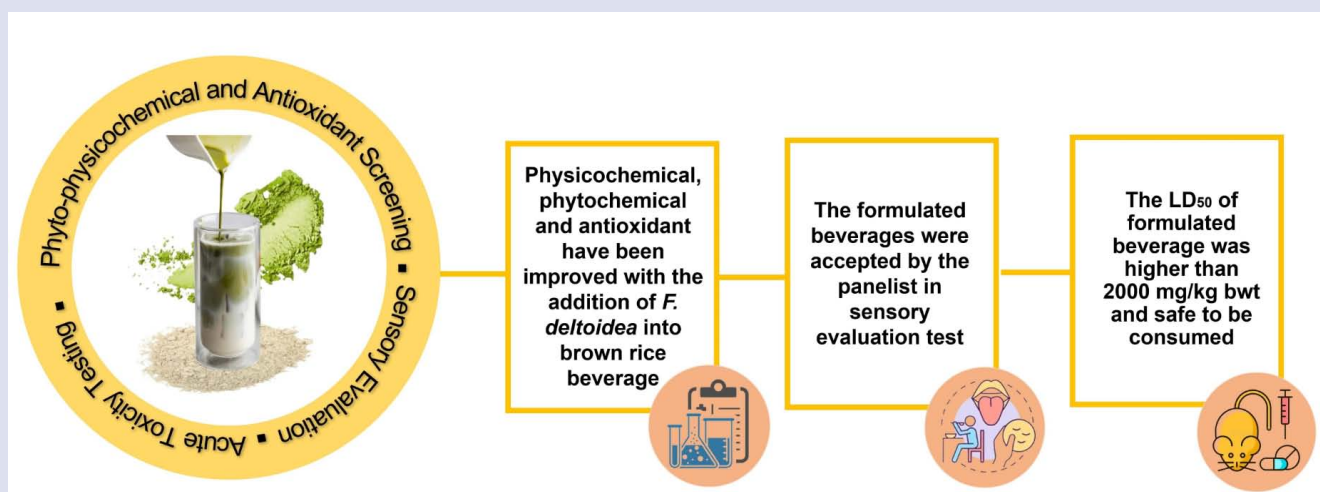 Phyto-physicochemical and Antioxidant Screening ▪ Sensory Evaluation ▪ Acute Toxicity Testing ▪
Physicochemical,
phytochemical
and antioxidant
have been
improved with the
addition of F.
deltoidea into
brown rice
beverage
The formulated
beverages were
accepted by the
panelist in
sensory
evaluation test
The LD₅₀ of
formulated
beverage was
higher than
2000 mg/kg bwt
and safe to be
consumed